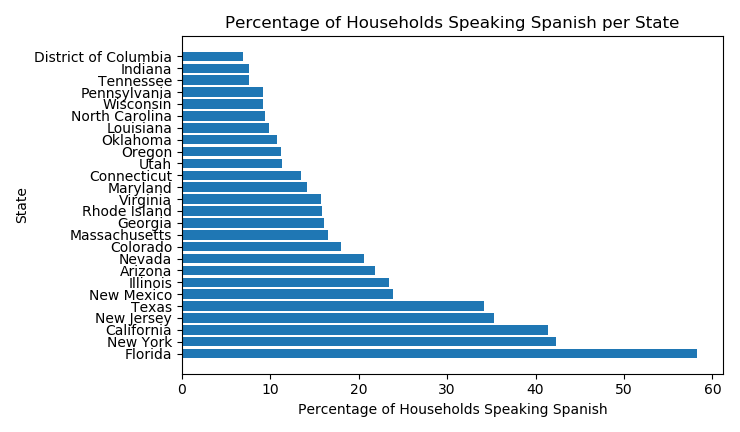 Percentage of Households Speaking Spanish per State
State
District of Columbia
Indiana
Tennessee
Pennsylvania
Wisconsin
North Carolina
Louisiana
Oklahoma
Oregon
Utah
Connecticut
Maryland
Virginia
Rhode Island
Georgia
Massachusetts
Colorado
Nevada
Arizona
Illinois
New Mexico
Texas
New Jersey
California
New York
Florida
0 10 20 30 40 50 60
Percentage of Households Speaking Spanish